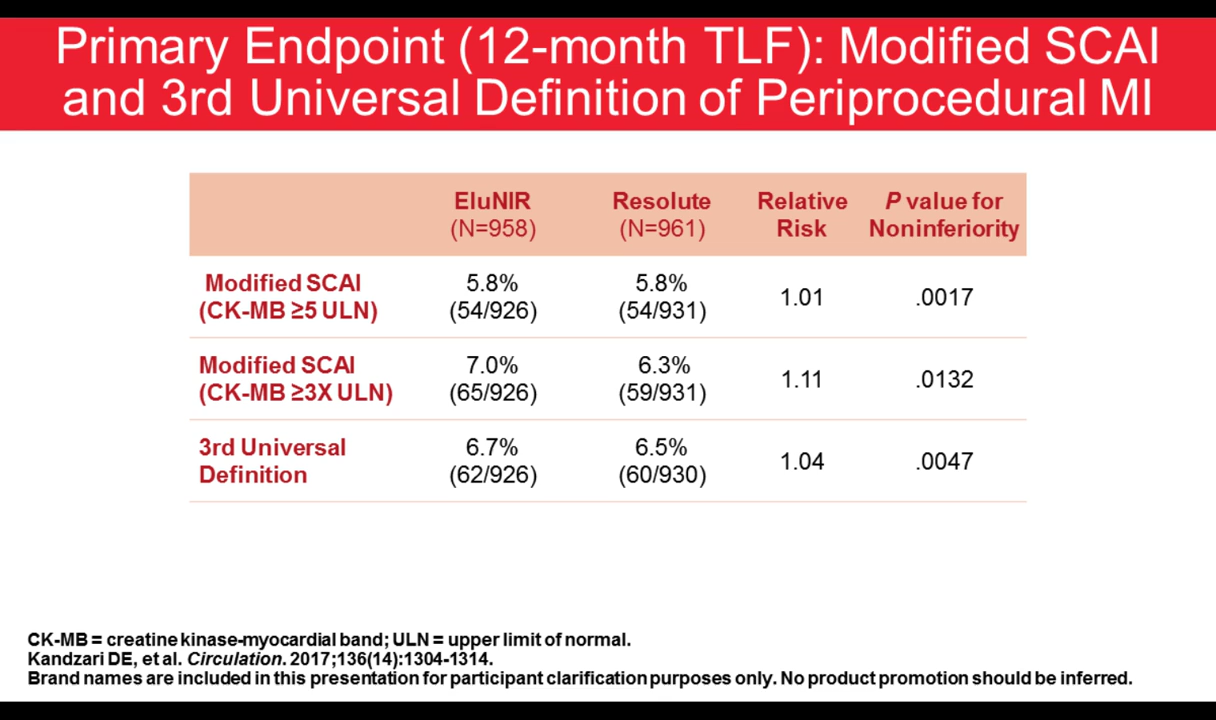 Primary Endpoint (12-month TLF): Modified SCAI
and 3rd Universal Definition of Periprocedural MI
EluNIR
(N=958)
Resolute
(N=961)
Relative
Risk
P value for
Noninferiority
Modified SCAI
(CK-MB ≥5 ULN)
5.8%
(54/926)
5.8%
(54/931)
1.01
.0017
Modified SCAI
(CK-MB ≥3X ULN)
7.0%
(65/926)
6.3%
(59/931)
1.11
.0132
3rd Universal
Definition
6.7%
(62/926)
6.5%
(60/930)
1.04
.0047
CK-MB = creatine kinase-myocardial band; ULN = upper limit of normal.
Kandzari DE, et al. Circulation. 2017;136(14):1304-1314.
Brand names are included in this presentation for participant clarification purposes only. No product promotion should be inferred.